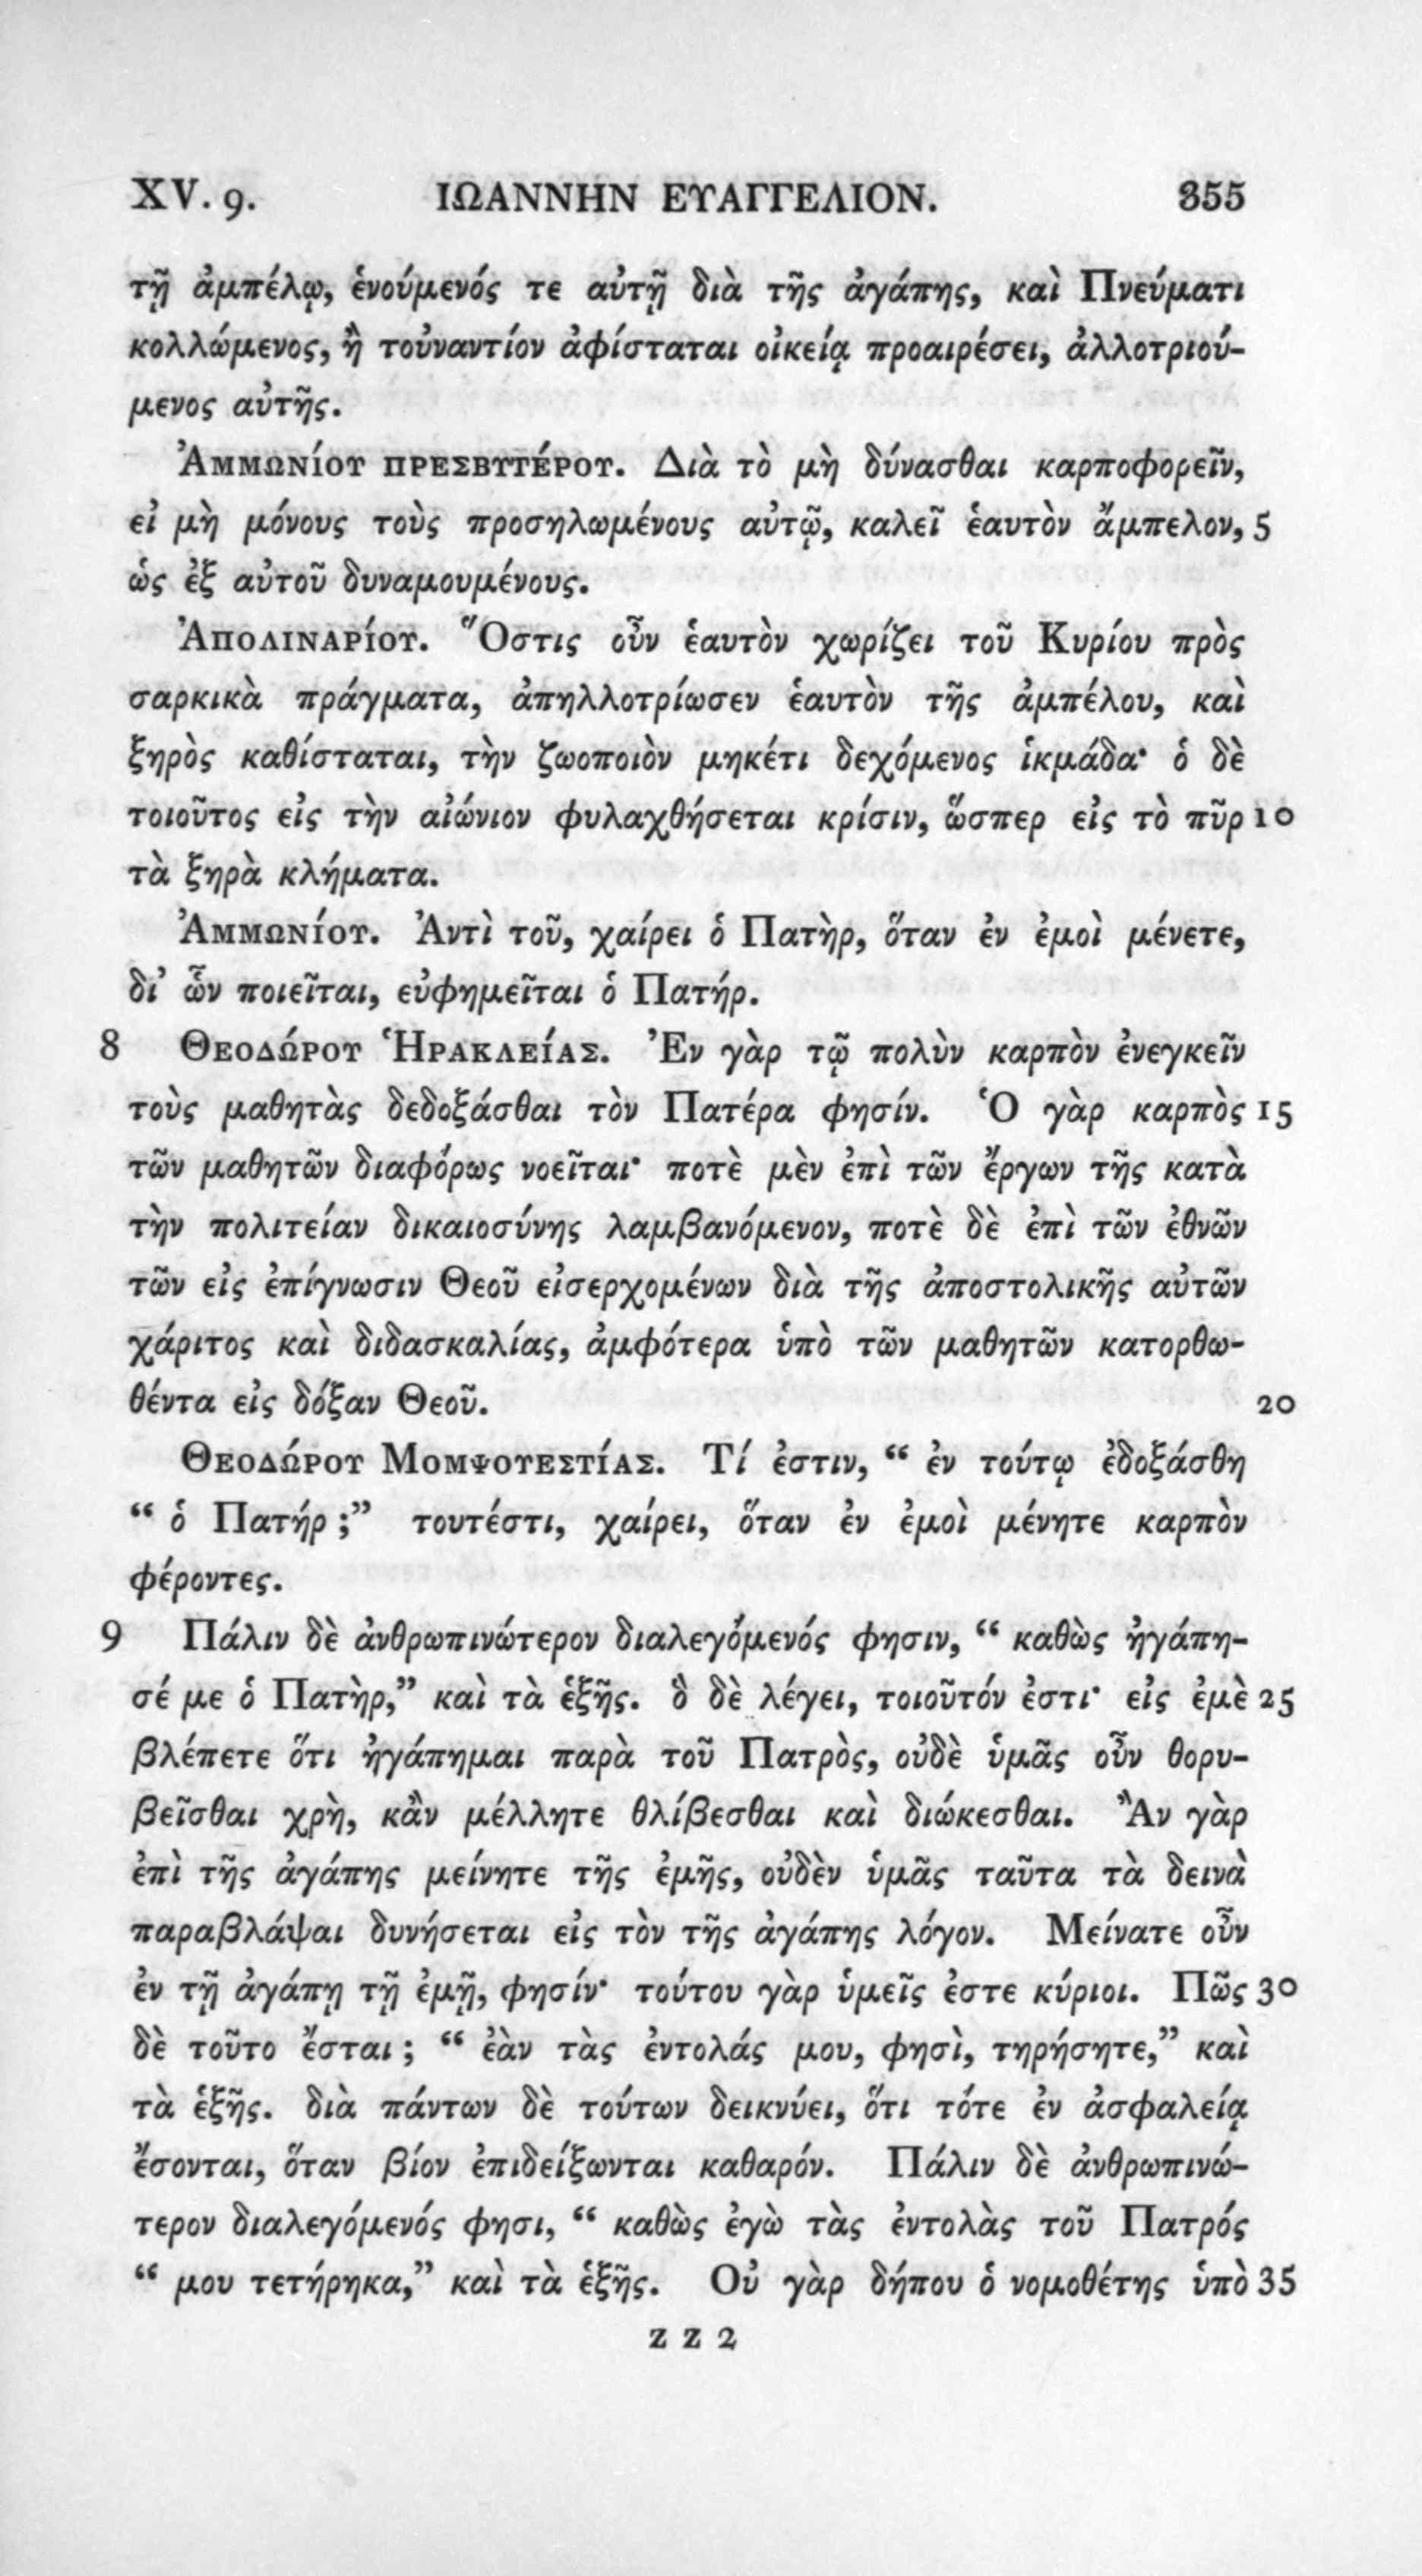 XV. 9. ΙΩΑΝΝΗΝ ΕΥΑΓΓΕΛΙΟΝ. 355
τῇ ἀμπέλῳ, ἑνούμενός τε αὐτῇ διὰ τῆς ἀγάπης, καὶ Πνεύματι
κολλώμενος, ἢ τοὐναντίον ἀφίσταται οἰκείᾳ προαιρέσει, ἀλλοτριού-
μενος αὐτῆς.
Ἀμμωνίου πρεσβυτέρου. Διὰ τὸ μὴ δύνασθαι καρποφορεῖν,
εἰ μὴ μόνους τοὺς προσηλωμένους αὐτῷ, καλεῖ ἑαυτὸν ἄμπελον, 5
ὡς ἐξ αὐτοῦ δυναμουμένους.
Ἀπολιναρίου. Ὅστις οὖν ἑαυτὸν χωρίζει τοῦ Κυρίου πρὸς
σαρκικὰ πράγματα, ἀπηλλοτρίωσεν ἑαυτὸν τῆς ἀμπέλου, καὶ
ξηρὸς καθίσταται, τὴν ζωοποιὸν μηκέτι δεχόμενος ἰκμάδα· ὁ δὲ
τοιοῦτος εἰς τὴν αἰώνιον φυλαχθήσεται κρίσιν, ὥσπερ εἰς τὸ πῦρ 10
τὰ ξηρὰ κλήματα.
Ἀμμωνίου. Ἀντὶ τοῦ, χαίρει ὁ Πατὴρ, ὅταν ἐν ἐμοὶ μένετε,
δι' ὧν ποιεῖται, εὐφημεῖται ὁ Πατήρ.
8 Θεοδώρου Ἡρακλείας. Ἐν γὰρ τῷ πολὺν καρπὸν ἐνεγκεῖν
τοὺς μαθητὰς δεδοξάσθαι τὸν Πατέρα φησίν. Ὁ γὰρ καρπὸς 15
τῶν μαθητῶν διαφόρως νοεῖται· ποτὲ μὲν ἐπὶ τῶν ἔργων τῆς κατὰ
τὴν πολιτείαν δικαιοσύνης λαμβανόμενον, ποτὲ δὲ ἐπὶ τῶν ἐθνῶν
τῶν εἰς ἐπίγνωσιν Θεοῦ εἰσερχομένων διὰ τῆς ἀποστολικῆς αὐτῶν
χάριτος καὶ διδασκαλίας, ἀμφότερα ὑπὸ τῶν μαθητῶν κατορθω-
θέντα εἰς δόξαν Θεοῦ. 20
Θεοδώρου Μομψουεστίας. Τί ἐστιν, “ ἐν τούτῳ ἐδοξάσθη
“ ὁ Πατήρ ;” τουτέστι, χαίρει, ὅταν ἐν ἐμοὶ μένητε καρπὸν
φέροντες.
9 Πάλιν δὲ ἀνθρωπινώτερον διαλεγόμενός φησιν, “ καθὼς ἠγάπη-
σέ με ὁ Πατὴρ,” καὶ τὰ ἑξῆς. ὃ δὲ λέγει, τοιοῦτόν ἐστι· εἰς ἐμὲ 25
βλέπετε ὅτι ἠγάπημαι παρὰ τοῦ Πατρὸς, οὐδὲ ὑμᾶς οὖν θορυ-
βεῖσθαι χρὴ, κἂν μέλλητε θλίβεσθαι καὶ διώκεσθαι. Ἂν γὰρ
ἐπὶ τῆς ἀγάπης μείνητε τῆς ἐμῆς, οὐδὲν ὑμᾶς ταῦτα τὰ δεινὰ
παραβλάψαι δυνήσεται εἰς τὸν τῆς ἀγάπης λόγον. Μείνατε οὖν
ἐν τῇ ἀγάπῃ τῇ ἐμῇ, φησίν· τούτου γὰρ ὑμεῖς ἐστε κύριοι. Πῶς 30
δὲ τοῦτο ἔσται ; “ ἐὰν τὰς ἐντολάς μου, φησὶ, τηρήσητε,” καὶ
τὰ ἑξῆς. διὰ πάντων δὲ τούτων δεικνύει, ὅτι τότε ἐν ἀσφαλείᾳ
ἔσονται, ὅταν βίον ἐπιδείξωνται καθαρόν. Πάλιν δὲ ἀνθρωπινώ-
τερον διαλεγόμενός φησι, “ καθὼς ἐγὼ τὰς ἐντολὰς τοῦ Πατρός
“ μου τετήρηκα,” καὶ τὰ ἑξῆς. Οὐ γὰρ δήπου ὁ νομοθέτης ὑπὸ 35
z z 2